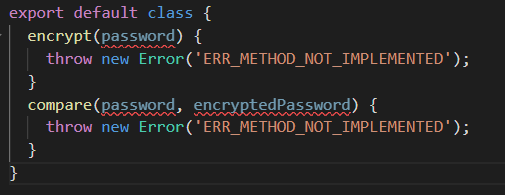 export default class {
  encrypt(password) {
    throw new Error('ERR_METHOD_NOT_IMPLEMENTED');
  }
  compare(password, encryptedPassword) {
    throw new Error('ERR_METHOD_NOT_IMPLEMENTED');
  }
}